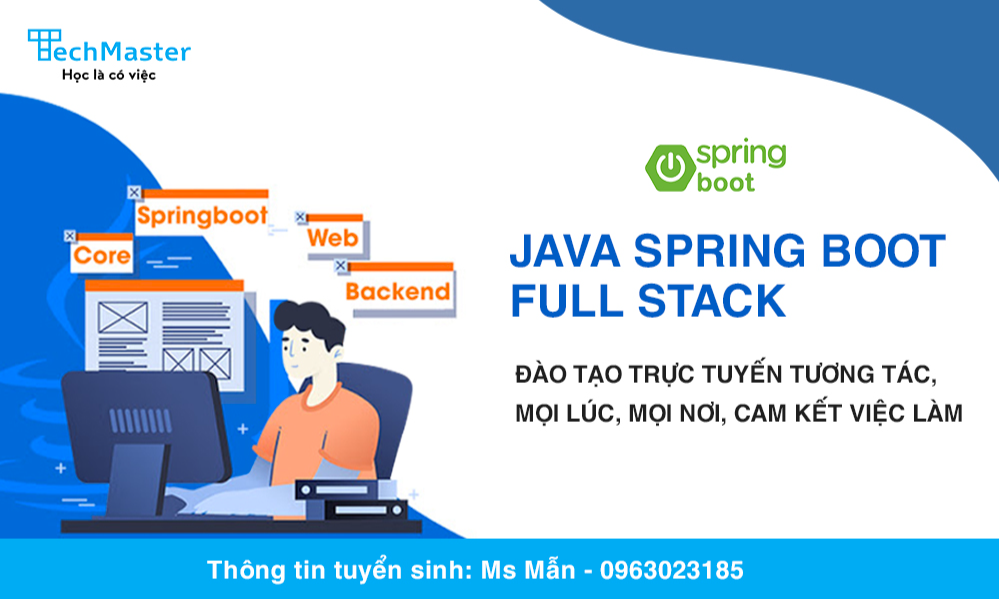 TechMaster
Học là có việc
spring
boot
Springboot
Core
Web
Backend
JAVA SPRING BOOT
FULL STACK
ĐÀO TẠO TRỰC TUYẾN TƯƠNG TÁC,
MỌI LÚC, MỌI NƠI, CAM KẾT VIỆC LÀM
Thông tin tuyển sinh: Ms Mẫn - 0963023185